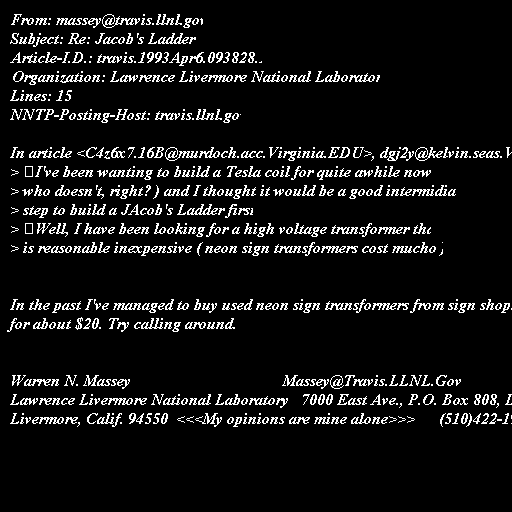 From: massey@travis.llnl.gov
Subject: Re: Jacob's Ladder
Article-I.D.: travis.1993Apr6.093828..
Organization: Lawrence Livermore National Laborator
Lines: 15
NNTP-Posting-Host: travis.llnl.go
In article <C4z6x7.16B@murdoch.acc.Virginia.EDU>, dgj2y@kelvin.seas.V
> I've been wanting to build a Tesla coil for quite awhile now
> who doesn't, right? ) and I thought it would be a good intermidia
> step to build a JAcob's Ladder first
> Well, I have been looking for a high voltage transformer tha
> is reasonable inexpensive ( neon sign transformers cost mucho )
In the past I've managed to buy used neon sign transformers from sign shop
for about $20. Try calling around.
Warren N. Massey Massey@Travis.LLNL.Gov
Lawrence Livermore National Laboratory 7000 East Ave., P.O. Box 808,
Livermore, Calif. 94550 <<<My opinions are mine alone>>> (510)422-1